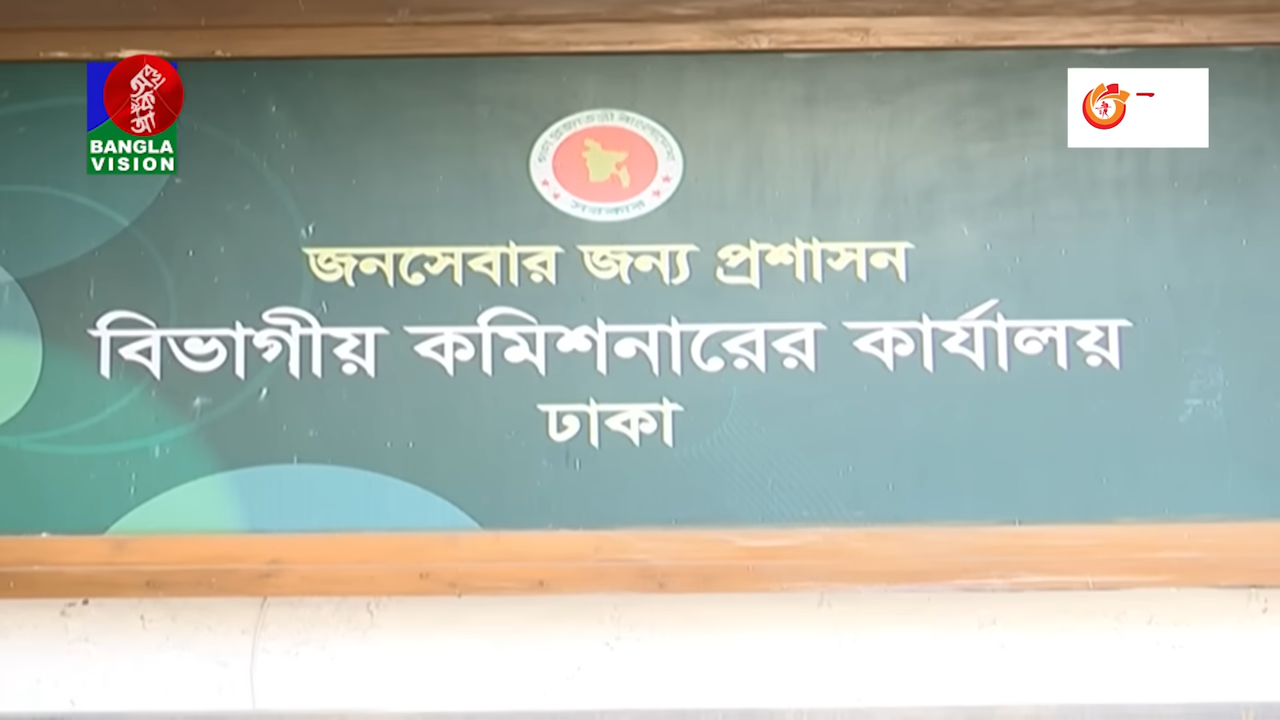 BANGLA
VISION
জনসেবার জন্য প্রশাসন
বিভাগীয় কমিশনারের কার্যালয়
ঢাকা